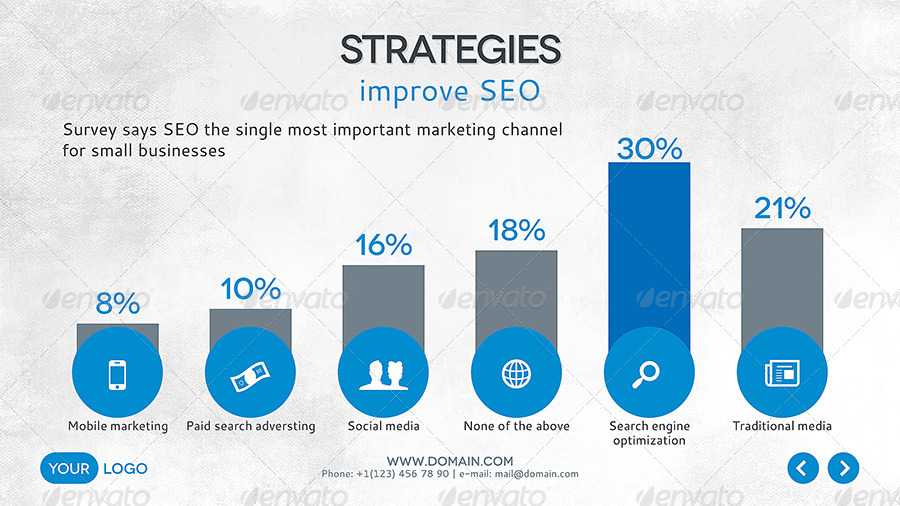 STRATEGIES
improve SEO
Survey says SEO the single most important marketing channel
for small businesses
8%
10%
16%
18%
30%
21%
Mobile marketing
Paid search adversting
Social media
None of the above
Search engine
optimization
Traditional media
YOUR LOGO
WWW.DOMAIN.COM
Phone: +1(123) 456 78 90 | e-mail: mail@domain.com
envato